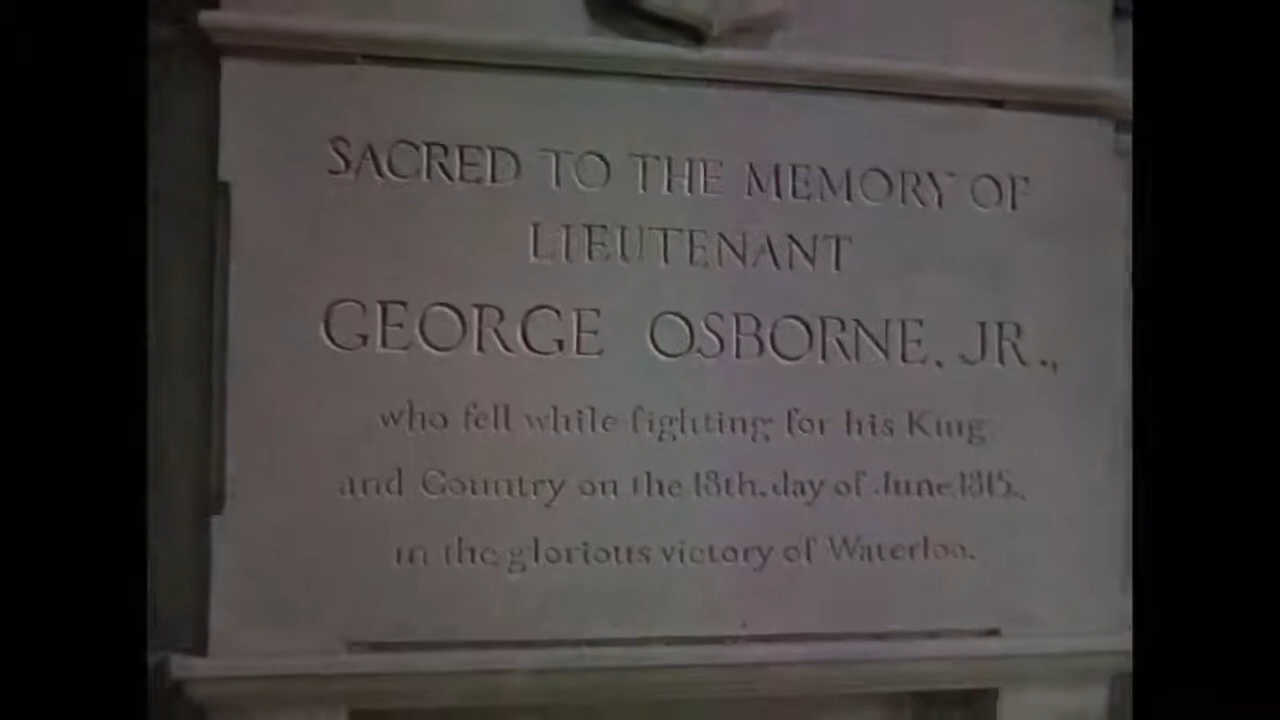 SACRED TO THE MEMORY OF
LIEUTENANT
GEORGE OSBORNE, JR.,
who fell while fighting for his King
and Country on the 18th. day of June 1815.,
in the glorious victory of Waterloo.